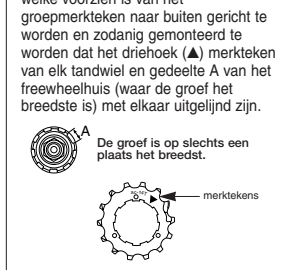 welke voorzien is van het
groepmerkteken naar buiten gericht te
worden en zodanig gemonteerd te
worden dat het driehoek (▲) merkteken
van elk tandwiel en gedeelte A van het
freewheelhuis (waar de groef het
breedste is) met elkaar uitgelijnd zijn.
A
De groef is op slechts een
plaats het breedst.
merktekens